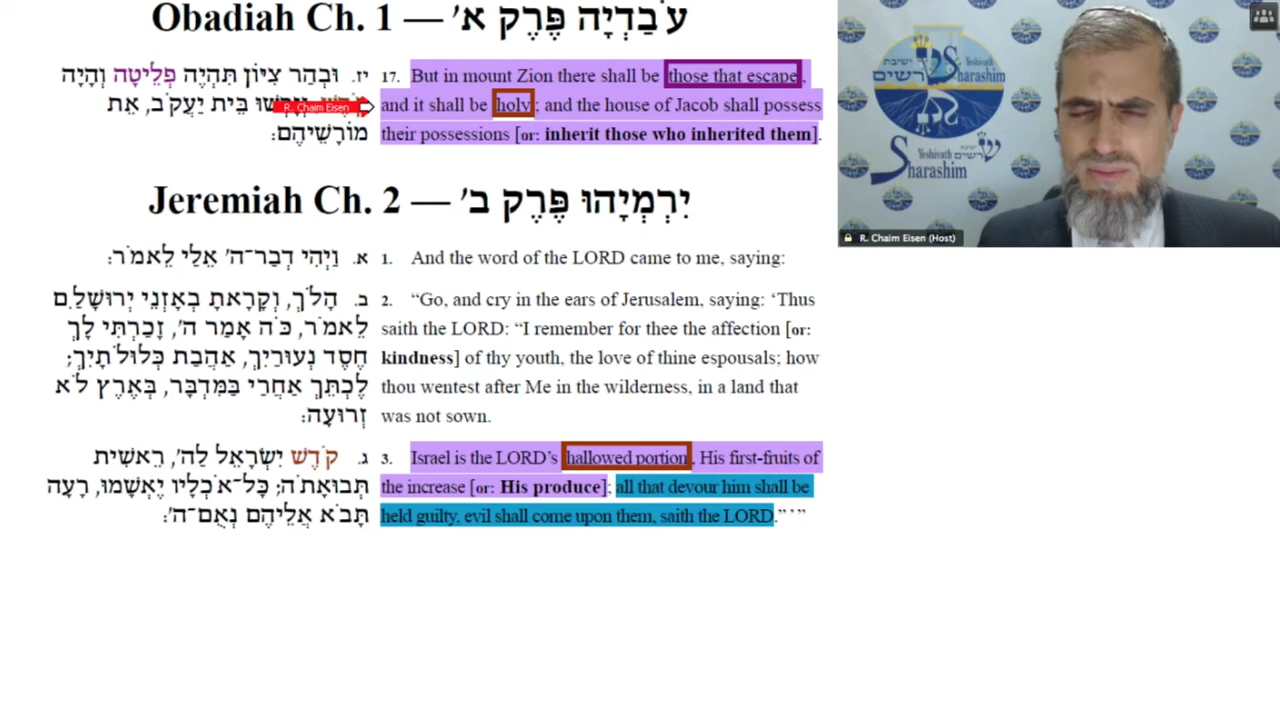 Obadiah Ch. 1 — עֹבַדְיָה פֶּרֶק א׳
יז. וּבְהַר צִיּוֹן תִּהְיֶה פְלֵיטָה וְהָיָה
R. Chaim Eisen בֵּית יַעֲקֹב, אֵת
מוֹרָשֵׁיהֶם:
17. But in mount Zion there shall be those that escape,
and it shall be holy; and the house of Jacob shall possess
their possessions [or: inherit those who inherited them].
Jeremiah Ch. 2 — יִרְמְיָהוּ פֶּרֶק ב׳
א. וַיְהִי דְבַר־ה׳ אֵלַי לֵאמֹר:
1. And the word of the LORD came to me, saying:
ב. הָלֹךְ, וְקָרָאתָ בְאָזְנֵי יְרוּשָׁלִַם
לֵאמֹר, כֹּה אָמַר ה׳, זָכַרְתִּי לָךְ
חֶסֶד נְעוּרַיִךְ, אַהֲבַת כְּלוּלֹתָיִךְ;
לֶכְתֵּךְ אַחֲרַי בַּמִּדְבָּר, בְּאֶרֶץ לֹא
זְרוּעָה:
2. “Go, and cry in the ears of Jerusalem, saying: ‘Thus
saith the LORD: “I remember for thee the affection [or:
kindness] of thy youth, the love of thine espousals; how
thou wentest after Me in the wilderness, in a land that
was not sown.
ג. קֹדֶשׁ יִשְׂרָאֵל לַה׳, רֵאשִׁית
תְּבוּאָתֹה; כָּל־אֹכְלָיו יֶאְשָׁמוּ, רָעָה
תָּבֹא אֲלֵיהֶם נְאֻם־ה׳:
3. Israel is the LORD’s hallowed portion, His first-fruits of
the increase [or: His produce]; all that devour him shall be
held guilty, evil shall come upon them, saith the LORD.” ’ ”
ישיבת
שרשים
Sharashim
Yeshivath שרשים
Sharashim
R. Chaim Eisen (Host)